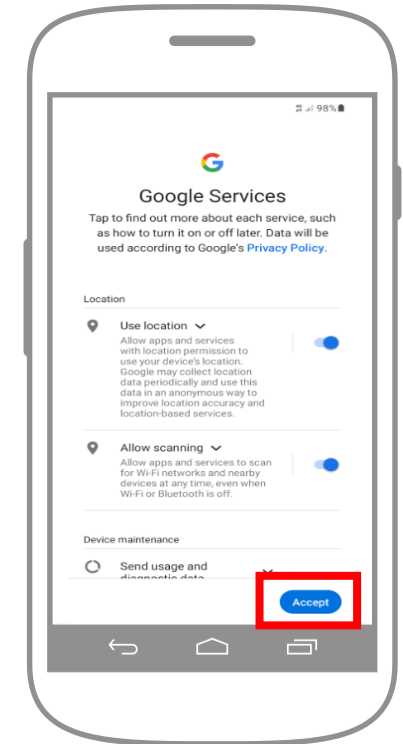 98%
G
Google Services
Tap to find out more about each service, such
as how to turn it on or off later. Data will be
used according to Google's Privacy Policy.
Location
Use location
Allow apps and services
with location permission to
use your device's location.
Google may collect location
data periodically and use this
data in an anonymous way to
improve location accuracy and
location-based services.
Allow scanning
Allow apps and services to scan
for Wi-Fi networks and nearby
devices at any time, even when
Wi-Fi or Bluetooth is off.
Device maintenance
Send usage and
diagnostic data
Accept